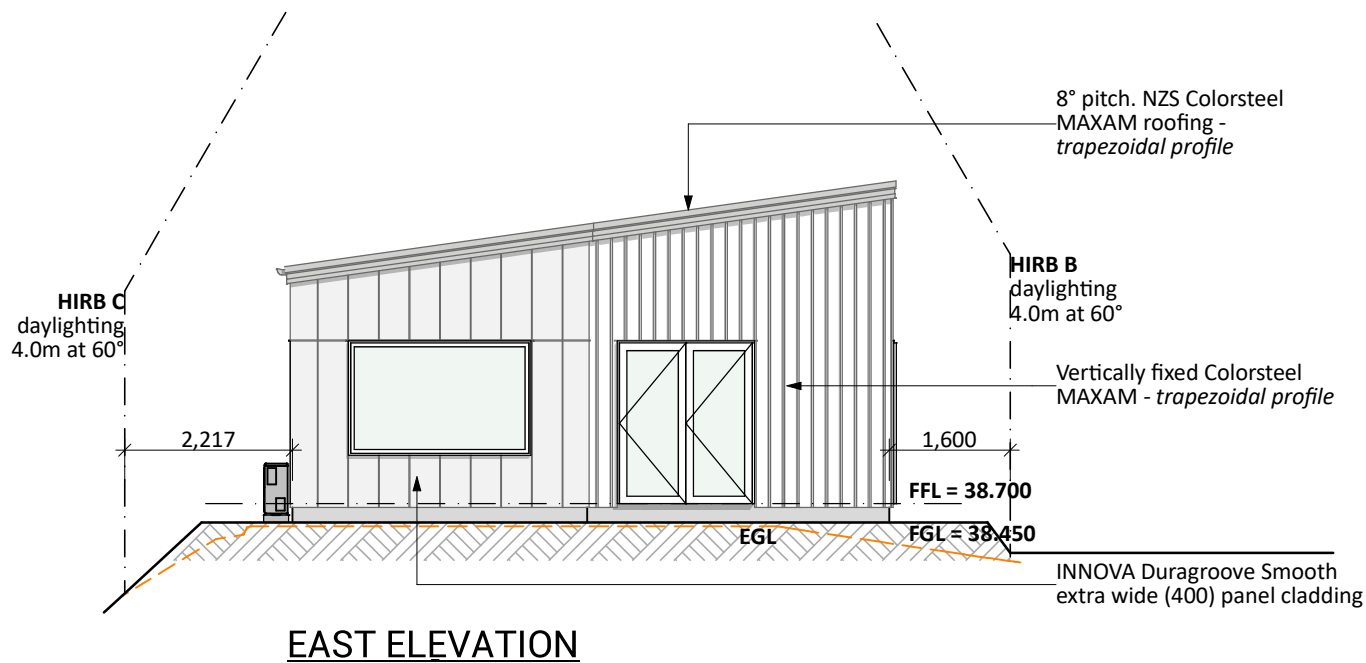 8° pitch. NZS Colorsteel
MAXAM roofing -
trapezoidal profile
HIRB C
daylighting
4.0m at 60°
HIRB B
daylighting
4.0m at 60°
Vertically fixed Colorsteel
MAXAM - trapezoidal profile
2,217
1,600
FFL = 38.700
EGL
FGL = 38.450
INNOVA Duragroove Smooth
extra wide (400) panel cladding
EAST ELEVATION